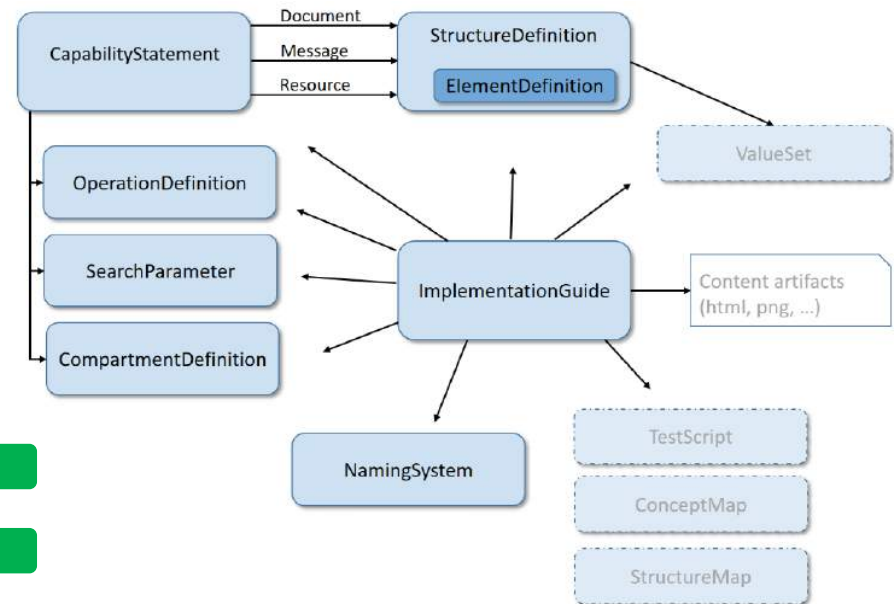 Document
CapabilityStatement
StructureDefinition
Message
Resource
ElementDefinition
ValueSet
OperationDefinition
SearchParameter
ImplementationGuide
Content artifacts
(html, png, ...)
CompartmentDefinition
TestScript
NamingSystem
ConceptMap
StructureMap